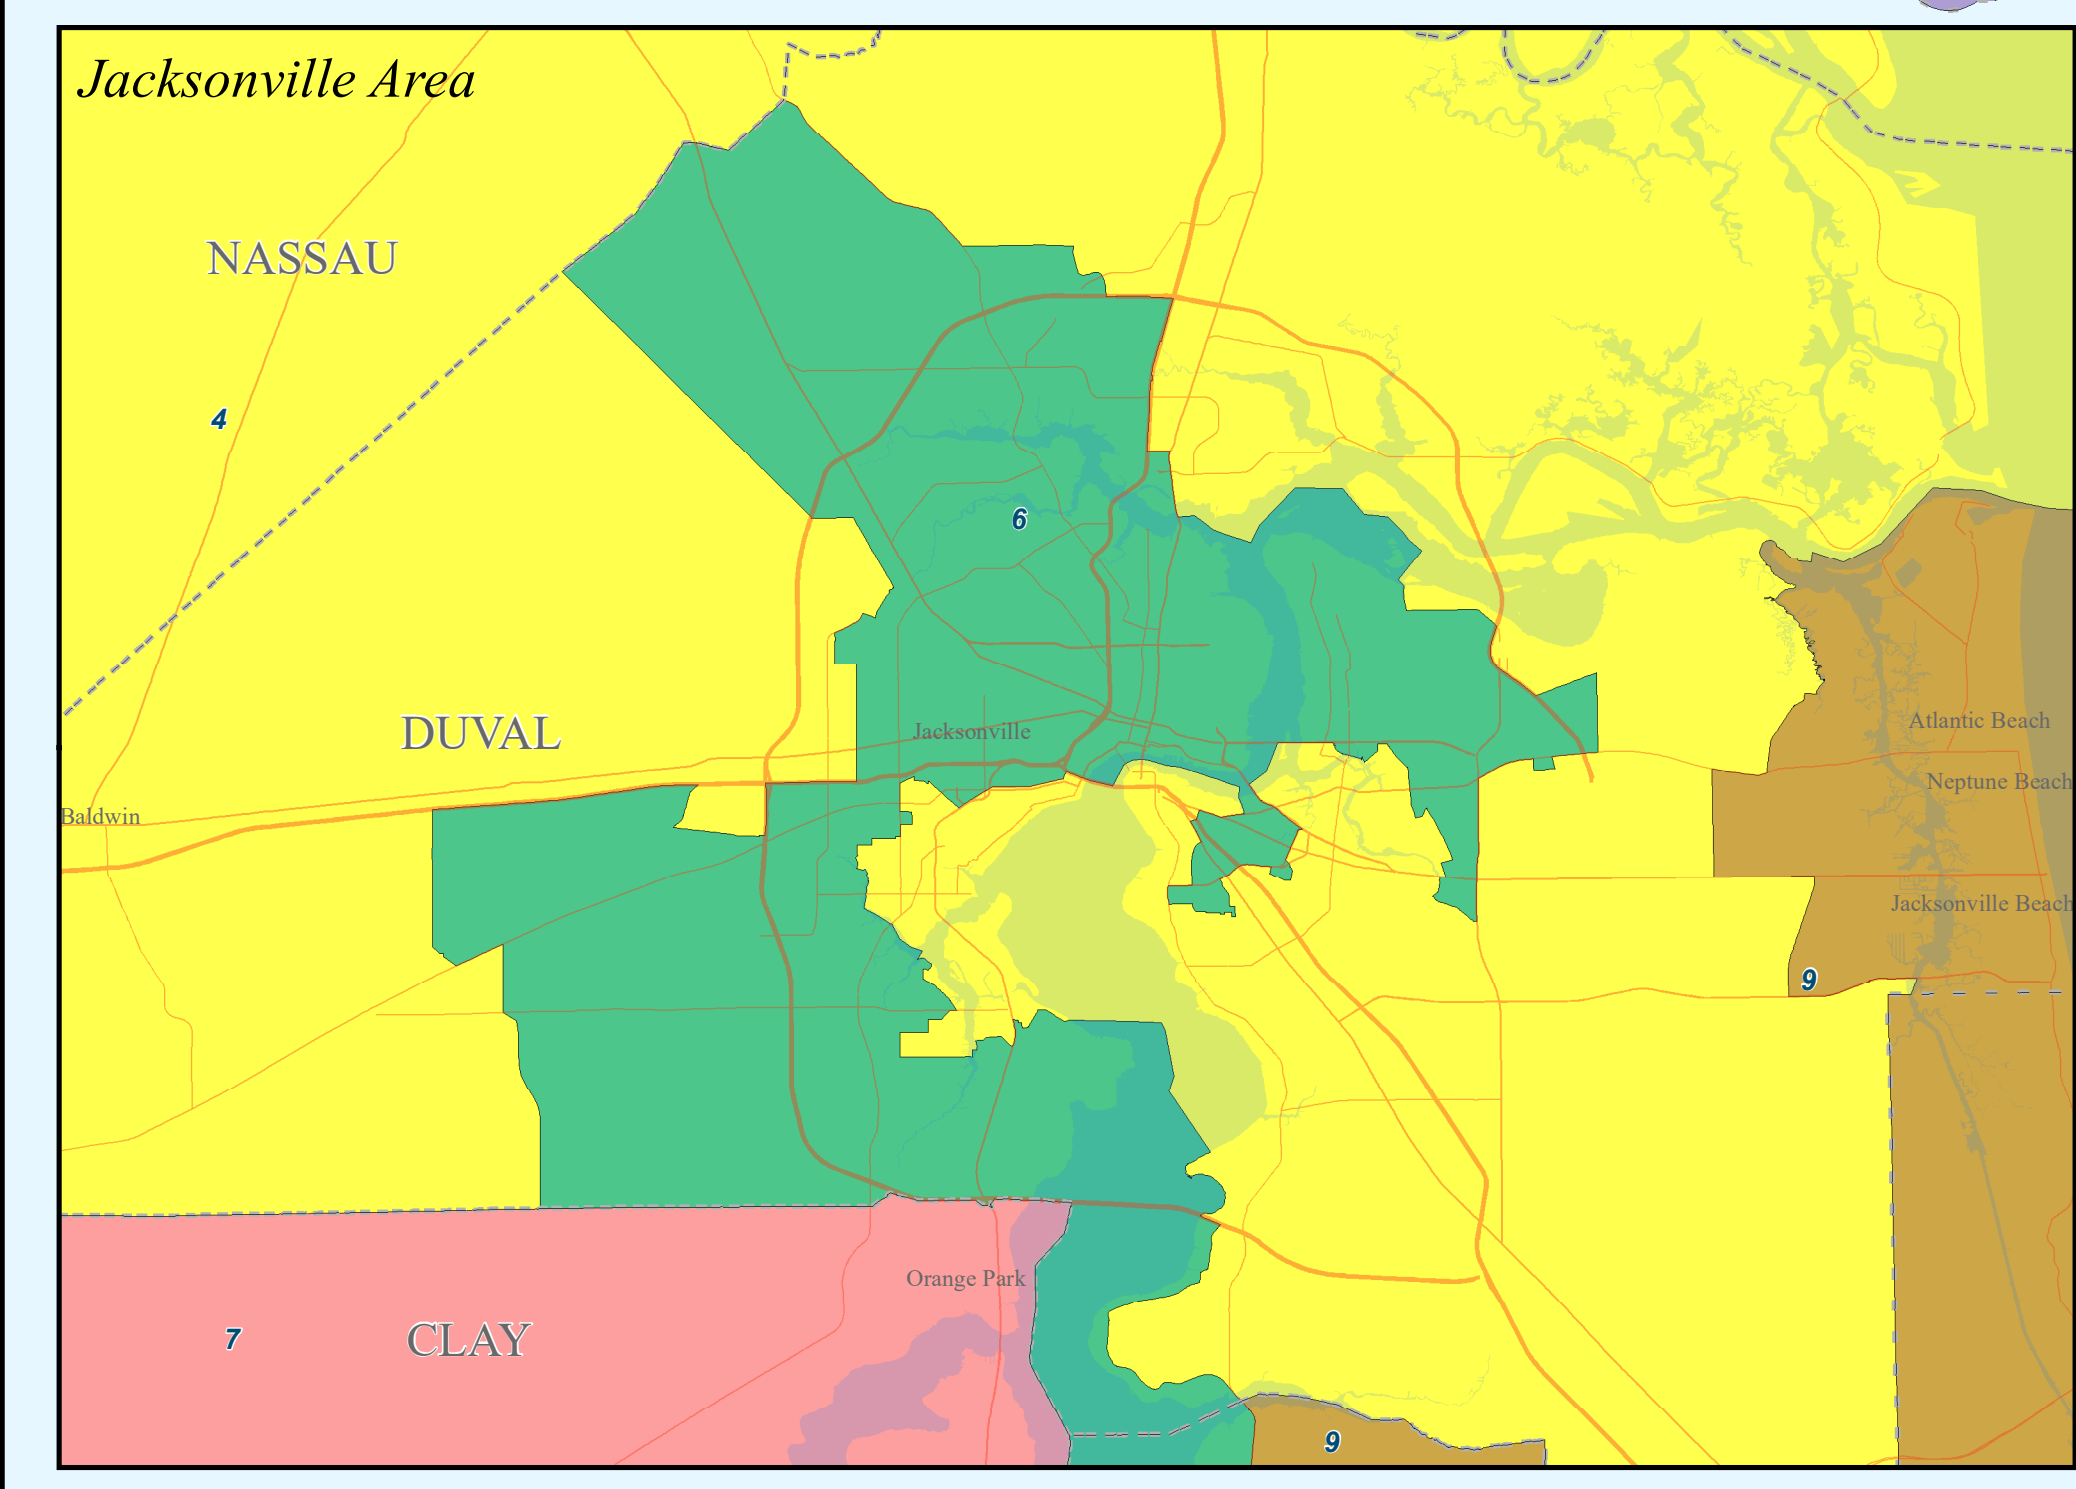 Jacksonville Area
NASSAU
4
6
DUVAL
Jacksonville
Atlantic Beach
Neptune Beach
Baldwin
Jacksonville Beach
9
Orange Park
7
CLAY
9